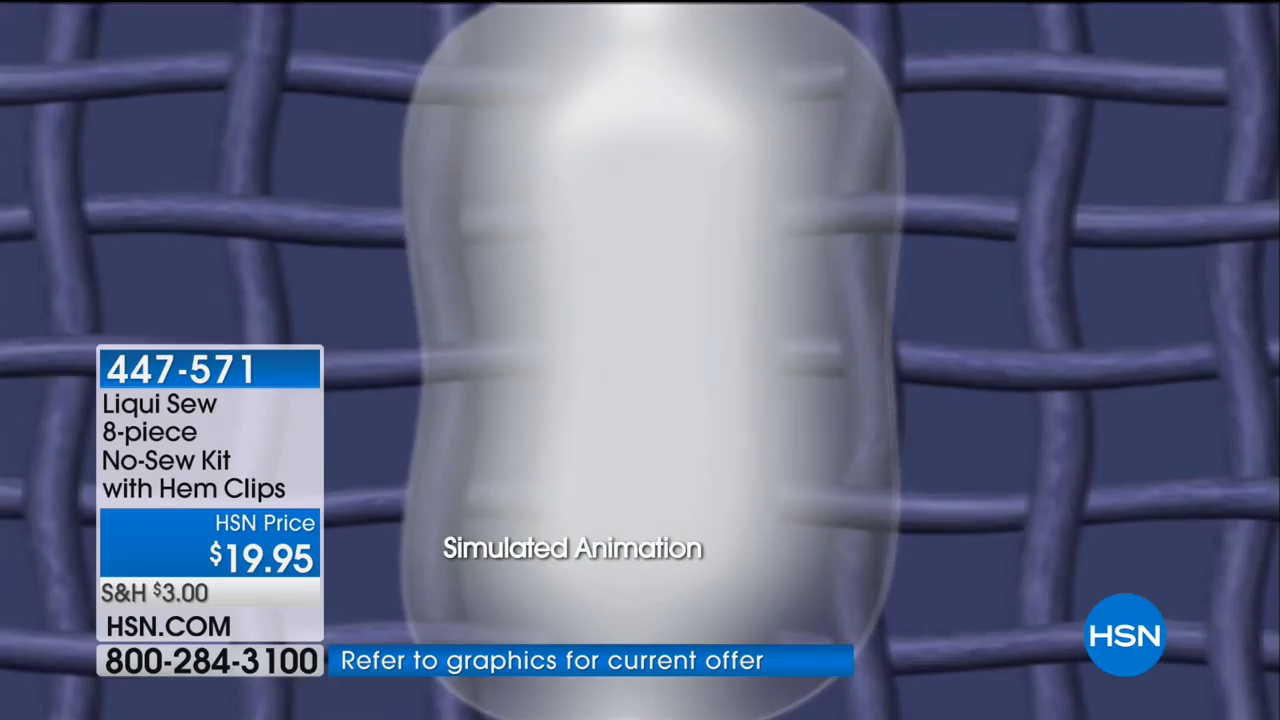 447-571
Liqui Sew
8-piece
No-Sew Kit
with Hem Clips
HSN Price
$19.95
S&H $3.00
HSN.COM
800-284-3100
Refer to graphics for current offer
Simulated Animation
HSN